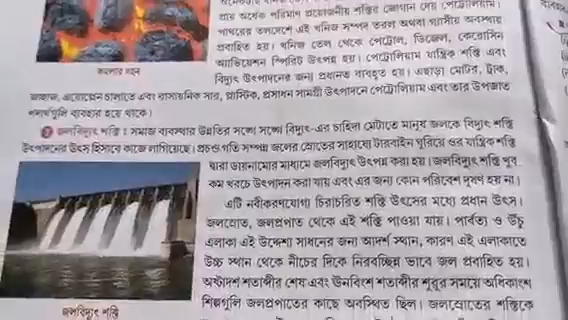 প্রায় অর্ধেক পরিমাণ প্রয়োজনীয় শক্তির জোগান দেয় পেট্রোলিয়াম।
পাথরের তলদেশে এই খনিজ সম্পদ তরল অথবা গ্যাসীয় অবস্থায়
প্রবাহিত হয়। খনিজ তেল থেকে পেট্রোল, ডিজেল, কেরোসিন
অ্যাভিয়েশন স্পিরিট উৎপন্ন হয়। পেট্রোলিয়াম যান্ত্রিক শক্তি এবং
বিদ্যুৎ উৎপাদনের জন্য প্রধানত ব্যবহৃত হয়। এছাড়া মোটর, ট্রাক,
কয়লার দহন
জাহাজ, এরোপ্লেন চালাতে এবং রাসায়নিক সার, প্লাস্টিক, প্রসাধন সামগ্রী উৎপাদনে পেট্রোলিয়াম এবং তার উপজাত
পদার্থগুলি ব্যবহার হয়ে থাকে।
জলবিদ্যুৎ শক্তি : সমাজ ব্যবস্থার উন্নতির সঙ্গে সঙ্গে বিদ্যুৎ-এর চাহিদা মেটাতে মানুষ জলকে বিদ্যুৎ শক্তি
উৎপাদনের উৎস হিসাবে কাজে লাগিয়েছে। প্রচণ্ড গতি সম্পন্ন জলের স্রোতের সাহায্যে টারবাইন ঘুরিয়ে ওর যান্ত্রিক শক্তি
দ্বারা ডায়নামোর মাধ্যমে জলবিদ্যুৎ উৎপন্ন করা হয়। জলবিদ্যুৎ শক্তি খুব
কম খরচে উৎপাদন করা যায় এবং এর জন্য কোন পরিবেশ দূষণ হয় না।
এটি নবীকরণযোগ্য চিরাচরিত শক্তি উৎসের মধ্যে প্রধান উৎস।
জলস্রোত, জলপ্রপাত থেকে এই শক্তি পাওয়া যায়। পার্বত্য ও উঁচু
এলাকা এই উদ্দেশ্য সাধনের জন্য আদর্শ স্থান, কারণ এই এলাকাতে
উচ্চ স্থান থেকে নীচের দিকে নিরবচ্ছিন্ন ভাবে জল প্রবাহিত হয়।
অষ্টাদশ শতাব্দীর শেষ এবং ঊনবিংশ শতাব্দীর শুরুর সময়ে অধিকাংশ
শিল্পগুলি জলপ্রপাতের কাছে অবস্থিত ছিল। জলস্রোতের শক্তিকে
জলবিদ্যুৎ শক্তি